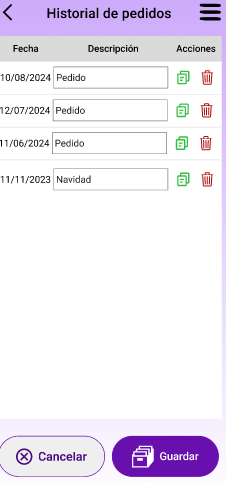 Historial de pedidos
Fecha Descripción Acciones
10/08/2024 Pedido
12/07/2024 Pedido
11/06/2024 Pedido
11/11/2023 Navidad
Cancelar Guardar